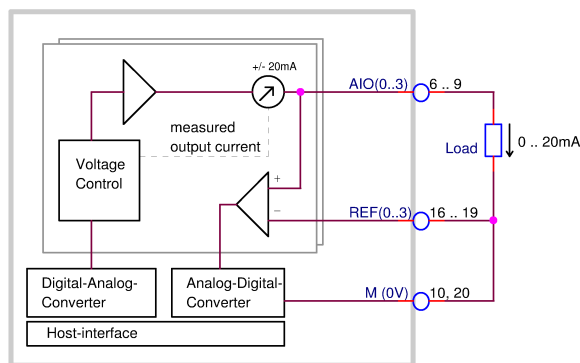 +/- 20mA
AIO(0..3)
6 .. 9
measured
output current
Load
0 .. 20mA
Voltage
Control
+
−
REF(0..3)
16 .. 19
Digital-Analog-
Converter
Analog-Digital-
Converter
M (0V)
10, 20
Host-interface